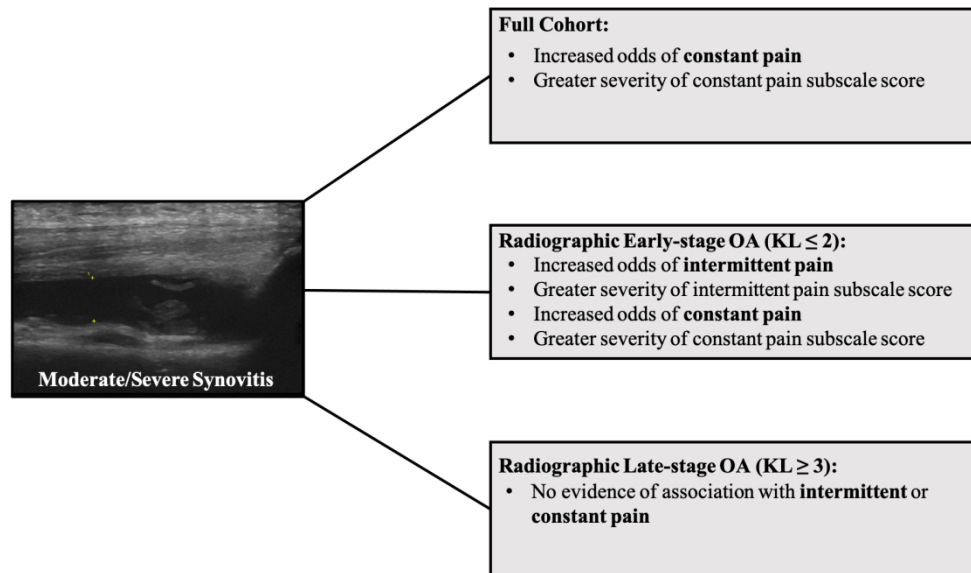 Full Cohort:
• Increased odds of constant pain
• Greater severity of constant pain subscale score
Moderate/Severe Synovitis
Radiographic Early-stage OA (KL ≤ 2):
• Increased odds of intermittent pain
• Greater severity of intermittent pain subscale score
• Increased odds of constant pain
• Greater severity of constant pain subscale score
Radiographic Late-stage OA (KL ≥ 3):
• No evidence of association with intermittent or
constant pain